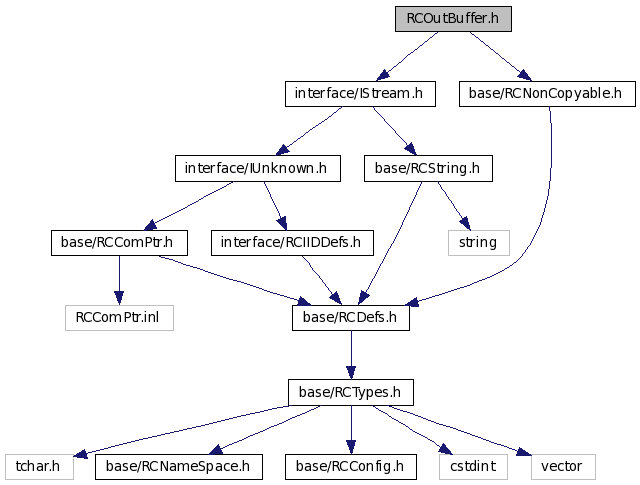 RCOutBuffer.h
interface/IStream.h
base/RCNonCopyable.h
interface/IUnknown.h
base/RCString.h
base/RCComPtr.h
interface/RCIIDDefs.h
string
RCComPtr.inl
base/RCDefs.h
base/RCTypes.h
tchar.h
base/RCNameSpace.h
base/RCConfig.h
cstdint
vector